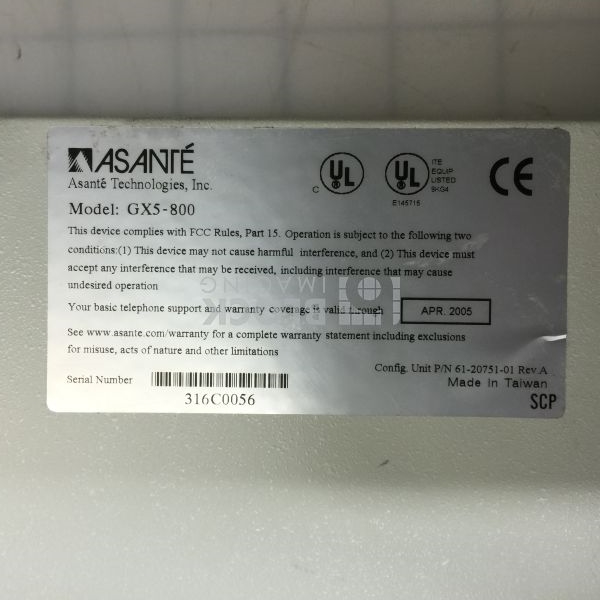 ASANTÉ
Asanté Technologies, Inc.
Model: GX5-800
C UL
UL
ITE
EQUIP
LISTED
8KG4
E145715
CE
This device complies with FCC Rules, Part 15. Operation is subject to the following two
conditions:(1) This device may not cause harmful interference, and (2) This device must
accept any interference that may be received, including interference that may cause
undesired operation
Your basic telephone support and warranty coverage is valid through APR. 2005
See www.asante.com/warranty for a complete warranty statement including exclusions
for misuse, acts of nature and other limitations
Serial Number
316C0056
Config. Unit P/N 61-20751-01 Rev.A
Made In Taiwan
SCP
BLOCK
IMAGING